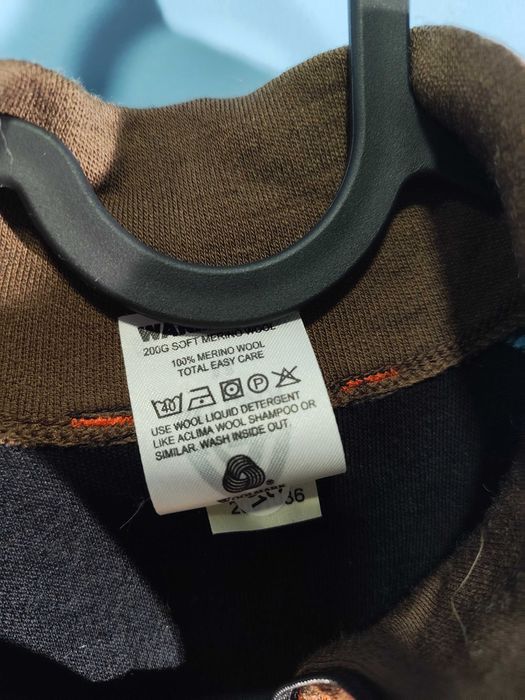 200G SOFT MERINO WOOL
100% MERINO WOOL
TOTAL EASY CARE
40 P
USE WOOL LIQUID DETERGENT
LIKE ACLIMA WOOL SHAMPOO OR
SIMILAR. WASH INSIDE OUT.
WOOLMARK